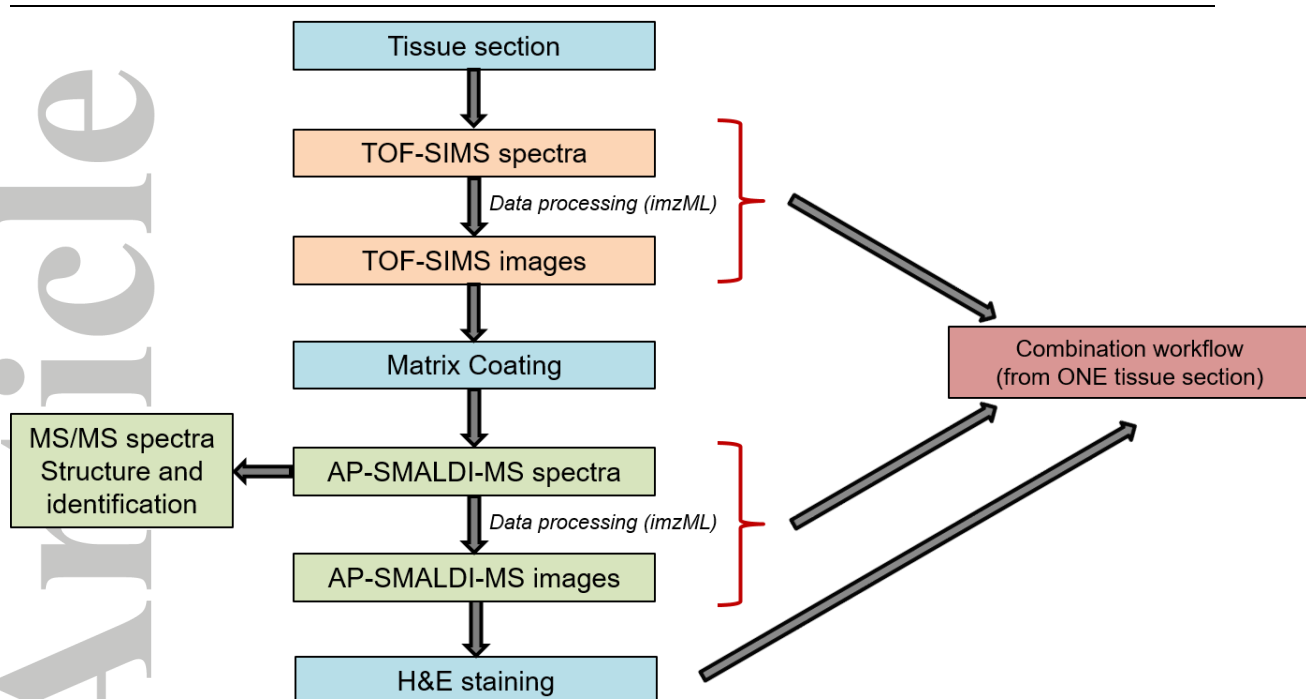 Tissue section
TOF-SIMS spectra
Data processing (imzML)
TOF-SIMS images
Combination workflow
(from ONE tissue section)
Matrix Coating
MS/MS spectra
Structure and
identification
AP-SMALDI-MS spectra
Data processing (imzML)
AP-SMALDI-MS images
H&E staining
Article